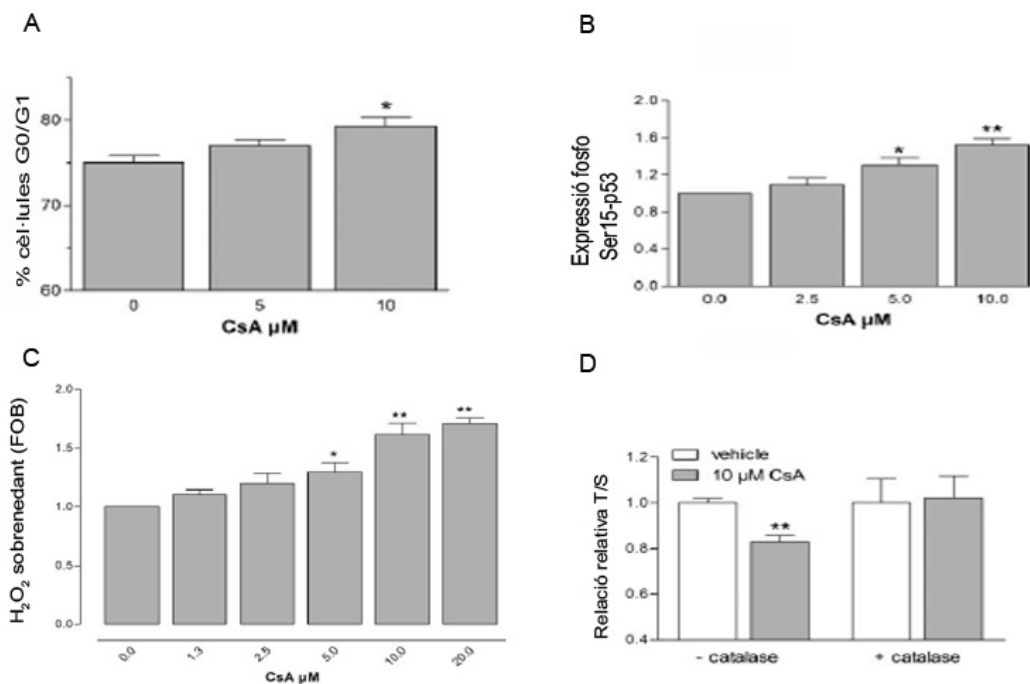 A
% cèl·lules G0/G1
80
70
60
*
0 5 10
CsA µM
B
Expressió fosfo
Ser15-p53
2.0
1.6
1.2
0.8
0.4
0.0
* **
0.0 2.5 5.0 10.0
CsA µM
C
H₂O₂ sobrenedant (FOB)
2.0
1.5
1.0
0.5
0.0
* ** **
0.0 1.3 2.5 5.0 10.0 20.0
CsA µM
D
Relació relativa T/S
vehicle
10 µM CsA
1.2
1.0
0.8
0.6
0.4
**
- catalase + catalase